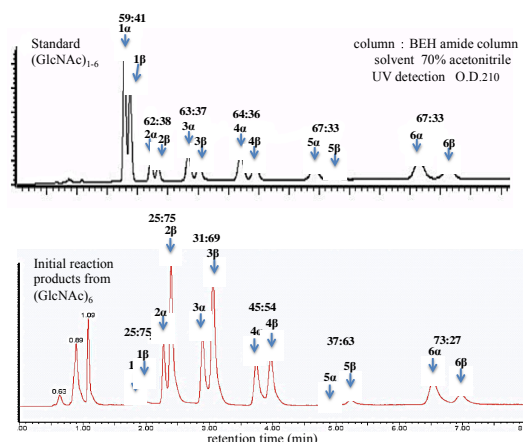 59:41
1α
1β
Standard
(GlcNAc)1-6
column : BEH amide column
solvent 70% acetonitrile
UV detection O.D.210
62:38
2α
2β
63:37
3α
3β
64:36
4α
4β
67:33
5α
5β
67:33
6α
6β
Initial reaction
products from
(GlcNAc)6
25:75
2β
2α
31:69
3β
3α
25:75
1
1β
45:54
4β
37:63
5α
5β
73:27
6α
6β
0.63
0.89
1.09
.00
1.00
2.00
3.00
4.00
5.00
6.00
7.00
retention time (min)